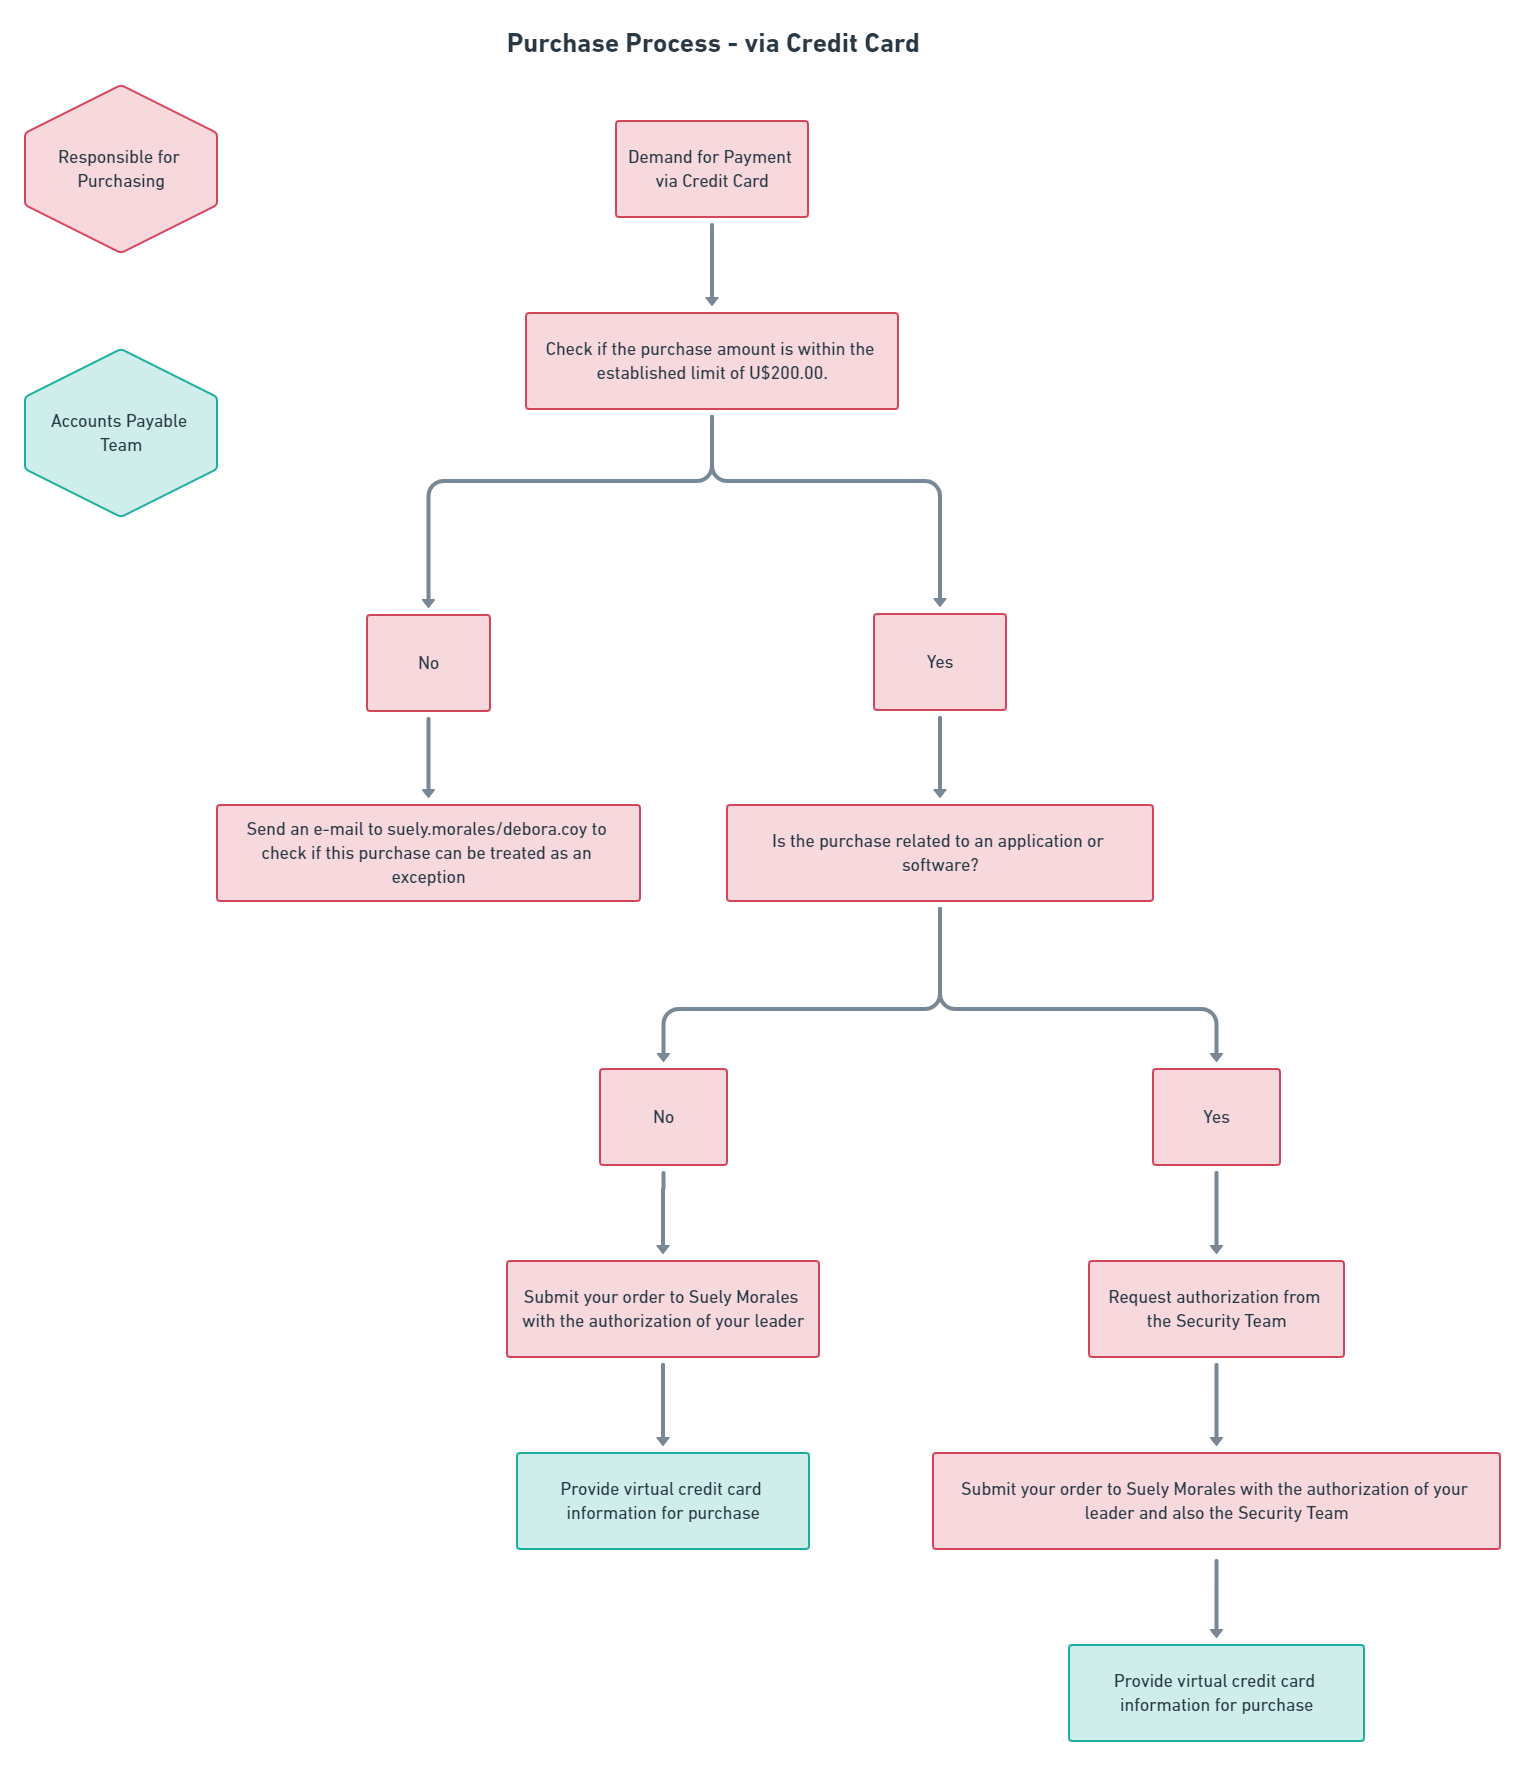 Purchase Process - via Credit Card
Responsible for
Purchasing
Demand for Payment
via Credit Card
Check if the purchase amount is within the
established limit of U$200.00.
Accounts Payable
Team
No
Yes
Send an e-mail to suely.morales/debora.coy to
check if this purchase can be treated as an
exception
Is the purchase related to an application or
software?
No
Yes
Submit your order to Suely Morales
with the authorization of your leader
Request authorization from
the Security Team
Provide virtual credit card
information for purchase
Submit your order to Suely Morales with the authorization of your
leader and also the Security Team
Provide virtual credit card
information for purchase